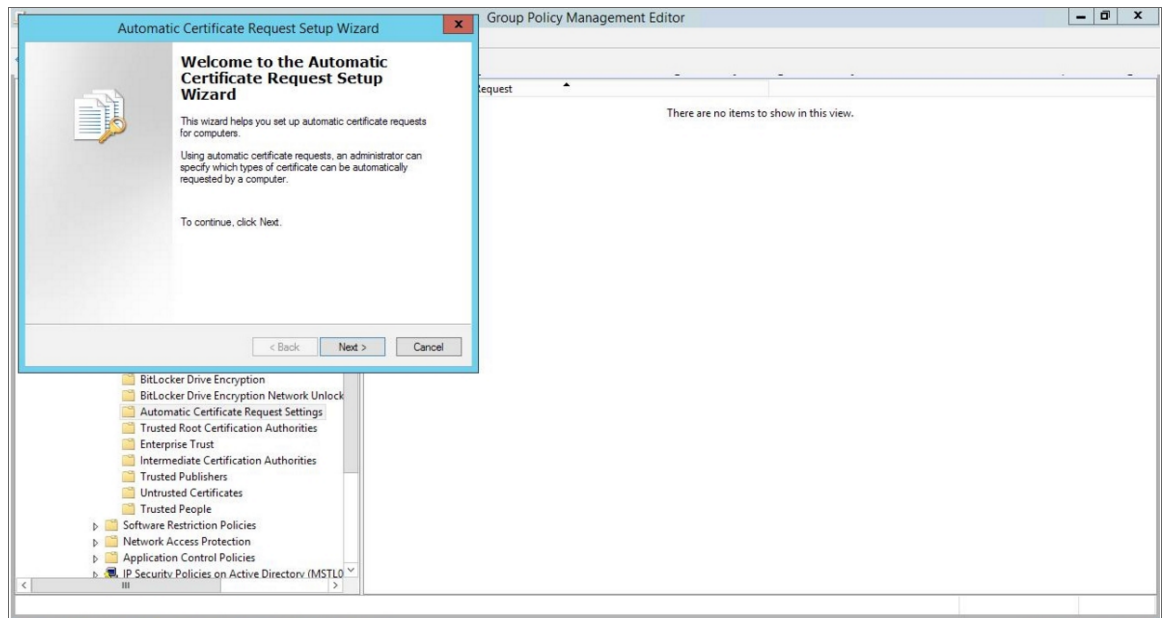 Group Policy Management Editor
Automatic Certificate Request Setup Wizard
Welcome to the Automatic
Certificate Request Setup
Wizard
This wizard helps you set up automatic certificate requests
for computers.
Using automatic certificate requests, an administrator can
specify which types of certificate can be automatically
requested by a computer.
To continue, click Next.
< Back
Next >
Cancel
There are no items to show in this view.
BitLocker Drive Encryption
BitLocker Drive Encryption Network Unlock
Automatic Certificate Request Settings
Trusted Root Certification Authorities
Enterprise Trust
Intermediate Certification Authorities
Trusted Publishers
Untrusted Certificates
Trusted People
Software Restriction Policies
Network Access Protection
Application Control Policies
IP Security Policies on Active Directory (MSTL0